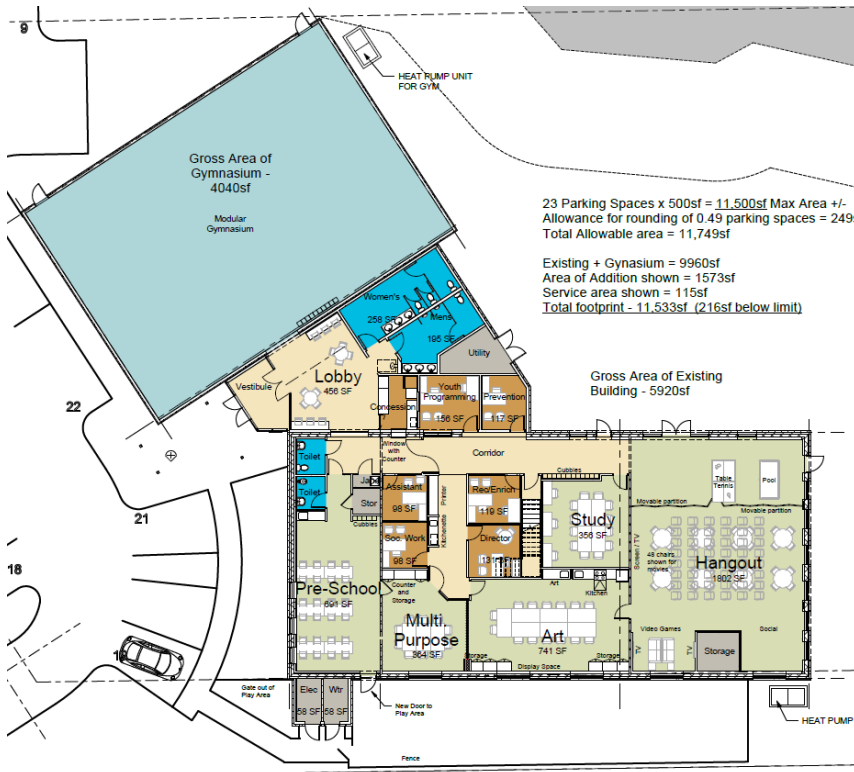 9
HEAT PUMP UNIT
FOR GYM
Gross Area of
Gymnasium -
4040sf
Modular
Gymnasium
23 Parking Spaces x 500sf = 11,500sf Max Area +/-
Allowance for rounding of 0.49 parking spaces = 249s
Total Allowable area = 11,749sf
Existing + Gynasium = 9960sf
Area of Addition shown = 1573sf
Service area shown = 115sf
Total footprint - 11,533sf (216sf below limit)
Women's
258 SF
Mens
195 SF
Utility
Vestibule
Lobby
456 SF
Concession
Youth
Programming
156 SF
Prevention
117 SF
Gross Area of Existing
Building - 5920sf
22
Toilet
Window
with
Counter
Corridor
Cubbies
Toilet
Jan
Stor
Cubbies
Assistant
98 SF
Printer
Kitchenette
Rec/Enrich
119 SF
Study
356 SF
Table
Tennis
Pool
Movable partition
Movable partition
21
Soc. Work
98 SF
Director
131 SF
Screen / TV
48 chairs
shown for
movies
Hangout
1802 SF
18
Pre-School
691 SF
Counter
and
Storage
Art
Kitchen
Multi.
Purpose
364 SF
Art
741 SF
Video Games
Social
TV
TV
Storage
Storage
Display Space
Storage
Gate out of
Play Area
Elec
58 SF
Wtr
58 SF
New Door to
Play Area
HEAT PUMP
Fence